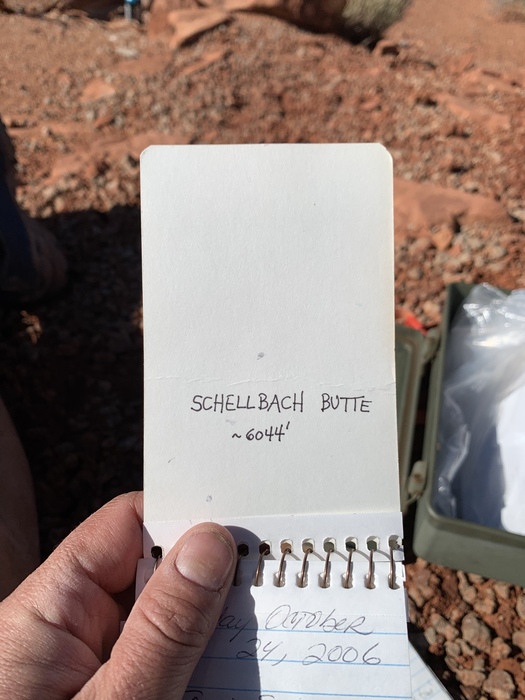 SCHELLBACH BUTTE
~6044'
October
24, 2006